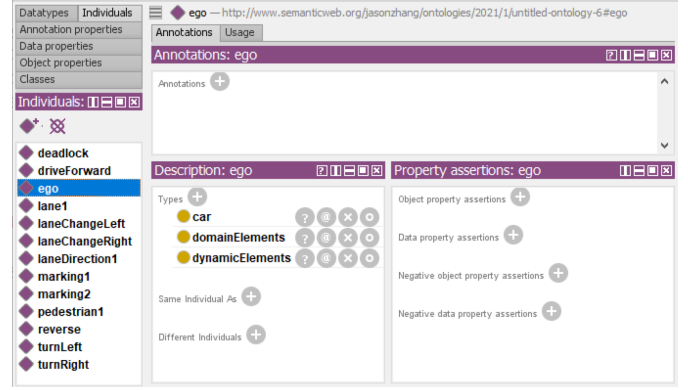 Datatypes Individuals
Annotation properties
Data properties
Object properties
Classes
Individuals:
deadlock
driveForward
ego
lane1
laneChangeLeft
laneChangeRight
laneDirection1
marking1
marking2
pedestrian1
reverse
turnLeft
turnRight
ego — http://www.semanticweb.org/jasonzhang/ontologies/2021/1/untitled-ontology-6#ego
Annotations Usage
Annotations: ego
Annotations
Description: ego
Types
car
domainElements
dynamicElements
Same Individual As
Different Individuals
Property assertions: ego
Object property assertions
Data property assertions
Negative object property assertions
Negative data property assertions